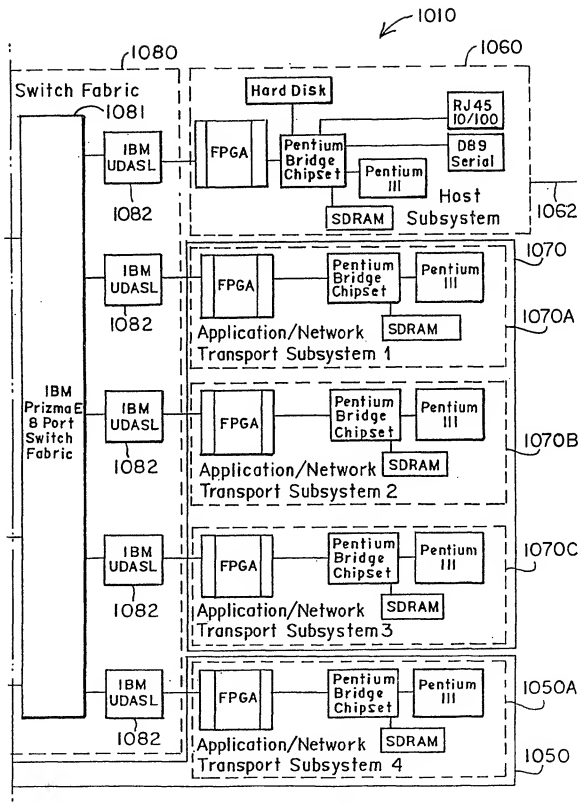 1010
1080
1060
Switch Fabric
1081
Hard Disk
RJ45
10/100
IBM
UDASL
FPGA
Pentium
Bridge
Chipset
DB9
Serial
Pentium
III
1082
SDRAM
Host
Subsystem
1062
1070
IBM
UDASL
FPGA
Pentium
Bridge
Chipset
Pentium
III
1082
SDRAM
1070A
Application/Network
Transport Subsystem 1
IBM
PrizmaE
8 Port
Switch
Fabric
IBM
UDASL
FPGA
Pentium
Bridge
Chipset
Pentium
III
1082
SDRAM
1070B
Application/Network
Transport Subsystem 2
IBM
UDASL
FPGA
Pentium
Bridge
Chipset
Pentium
III
1070C
1082
SDRAM
Application/Network
Transport Subsystem 3
IBM
UDASL
FPGA
Pentium
Bridge
Chipset
Pentium
III
1050A
1082
SDRAM
Application/Network
Transport Subsystem 4
1050